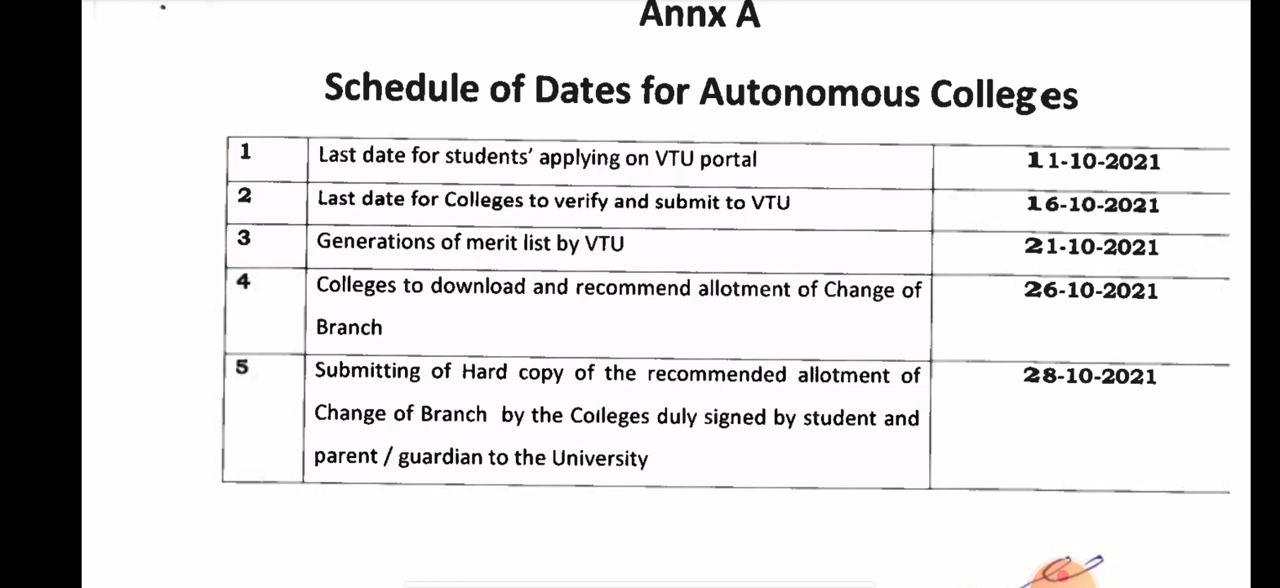 Annx A
Schedule of Dates for Autonomous Colleges
1 Last date for students' applying on VTU portal 11-10-2021
2 Last date for Colleges to verify and submit to VTU 16-10-2021
3 Generations of merit list by VTU 21-10-2021
4 Colleges to download and recommend allotment of Change of 26-10-2021
Branch
5 Submitting of Hard copy of the recommended allotment of 28-10-2021
Change of Branch by the Colleges duly signed by student and
parent / guardian to the University